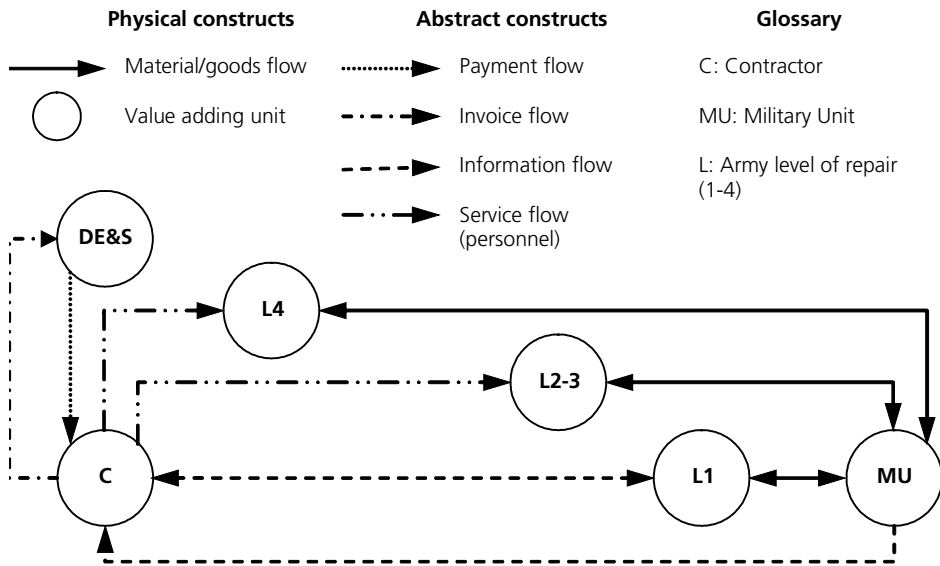 Physical constructs
Abstract constructs
Glossary
Material/goods flow
Payment flow
C: Contractor
Value adding unit
Invoice flow
MU: Military Unit
Information flow
L: Army level of repair
(1-4)
Service flow
(personnel)
DE&S
L4
L2-3
C
L1
MU